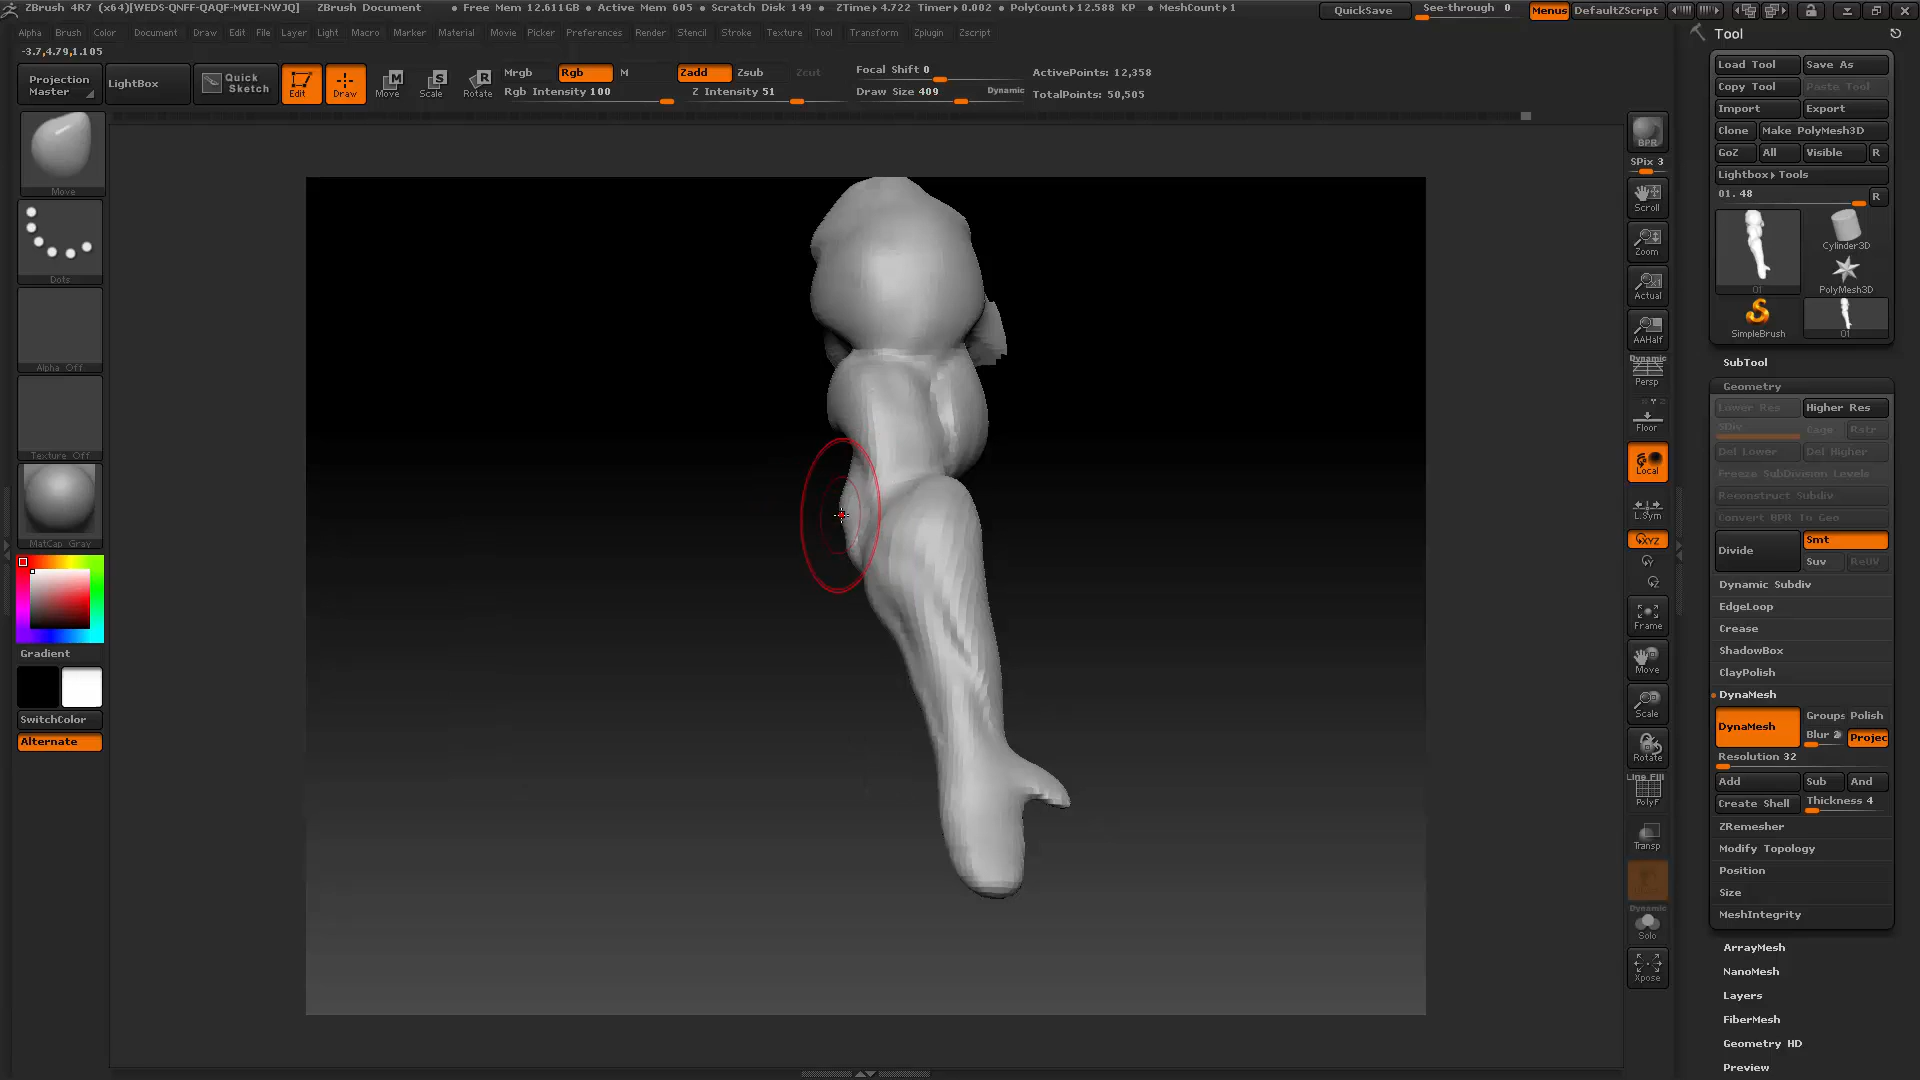 ZBrush 4R7 (x64)[WEDS-QNFF-QAQF-MVEI-NWJQ] ZBrush Document • Free Mem 12.611GB • Active Mem 605 • Scratch Disk 149 • ZTime▸4.722 Timer▸0.002 • PolyCount▸12.588 KP • MeshCount▸1 QuickSave See-through 0 Menus DefaultZScript
Alpha Brush Color Document Draw Edit File Layer Light Macro Marker Material Movie Picker Preferences Render Stencil Stroke Texture Tool Transform Zplugin Zscript
-3.7,4.79,1.105
Projection Master
LightBox
Quick Sketch
Edit
Draw
Move
Scale
Rotate
Mrgb Rgb M
Rgb Intensity 100
Zadd Zsub Zcut
Z Intensity 51
Focal Shift 0
Draw Size 409 Dynamic
ActivePoints: 12,358
TotalPoints: 50,505
Move
Dots
Alpha Off
Texture Off
MatCap Gray
Gradient
SwitchColor
Alternate
BPR
SPix 3
Scroll
Zoom
Actual
AAHalf
Dynamic
Persp
Floor
Local
L.Sym
XYZ
Y
Z
Frame
Move
Scale
Rotate
Line Fill
PolyF
Transp
Dynamic
Solo
Xpose
Tool
Load Tool Save As
Copy Tool Paste Tool
Import Export
Clone Make PolyMesh3D
GoZ All Visible R
Lightbox▸Tools
01. 48 R
01
Cylinder3D
PolyMesh3D
SimpleBrush
01
SubTool
Geometry
Lower Res Higher Res
SDiv Cage Rstr
Del Lower Del Higher
Freeze SubDivision Levels
Reconstruct Subdiv
Convert BPR To Geo
Divide Smt
Suv ReUV
Dynamic Subdiv
EdgeLoop
Crease
ShadowBox
ClayPolish
DynaMesh
DynaMesh Groups Polish
Blur 2 Projec
Resolution 32
Add Sub And
Create Shell Thickness 4
ZRemesher
Modify Topology
Position
Size
MeshIntegrity
ArrayMesh
NanoMesh
Layers
FiberMesh
Geometry HD
Preview